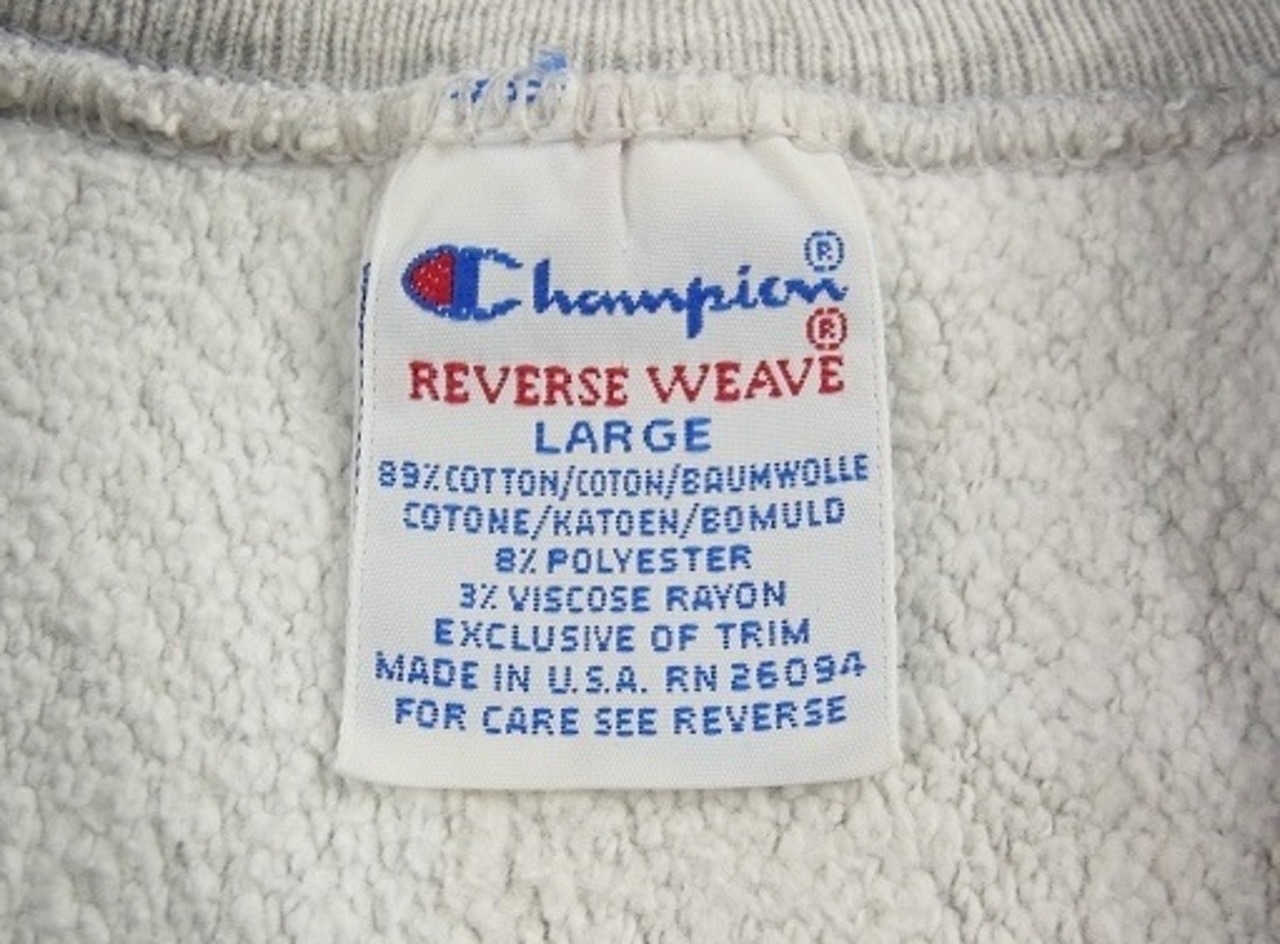 Champion®
REVERSE WEAVE®
LARGE
89% COTTON/COTON/BAUMWOLLE
COTONE/KATOEN/BOMULD
8% POLYESTER
3% VISCOSE RAYON
EXCLUSIVE OF TRIM
MADE IN U.S.A. RN 26094
FOR CARE SEE REVERSE